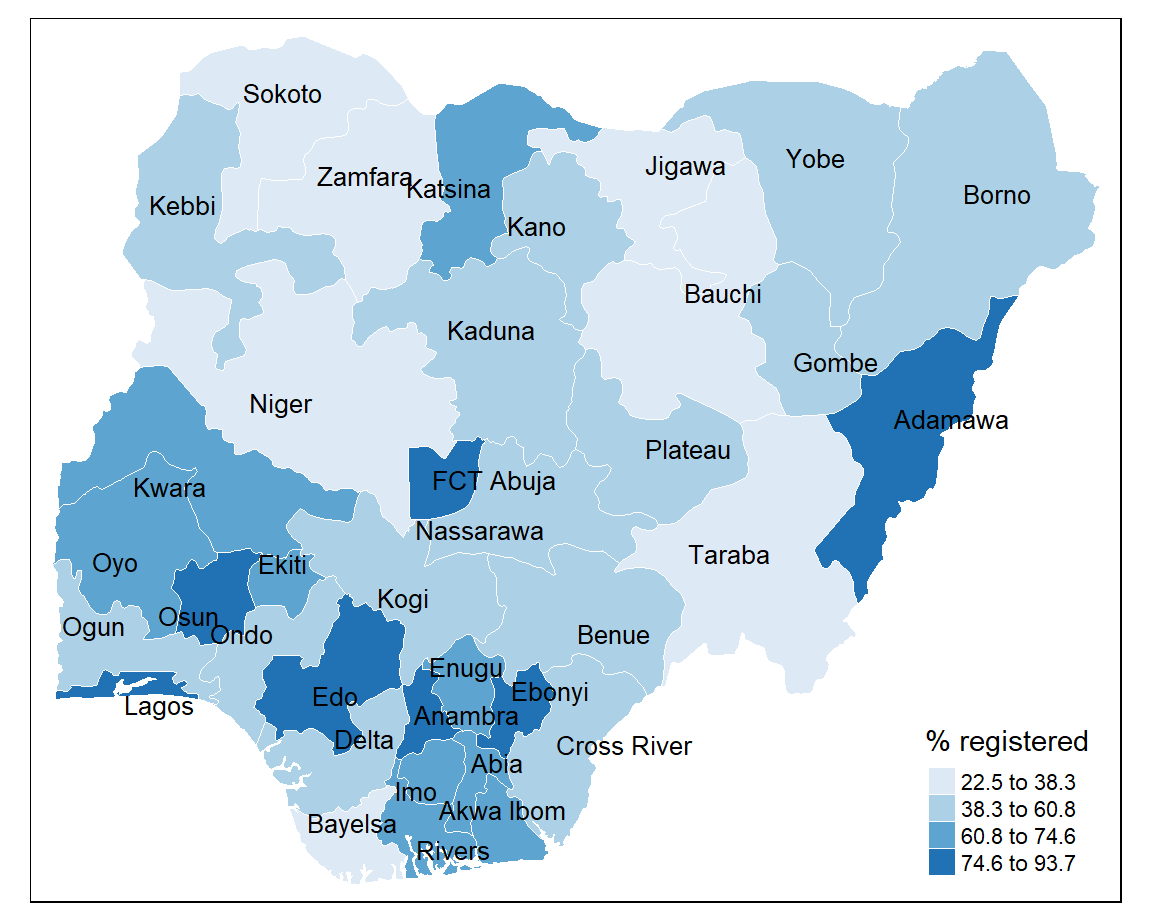 Sokoto
Zamfara
Katsina
Jigawa
Yobe
Borno
Kebbi
Kano
Bauchi
Kaduna
Gombe
Niger
Adamawa
Plateau
Kwara
FCT Abuja
Nassarawa
Taraba
Oyo
Ekiti
Kogi
Osun
Ogun
Ondo
Benue
Enugu
Edo
Ebonyi
Lagos
Anambra
Delta
Cross River
Abia
Imo
Akwa Ibom
Bayelsa
Rivers
% registered
22.5 to 38.3
38.3 to 60.8
60.8 to 74.6
74.6 to 93.7